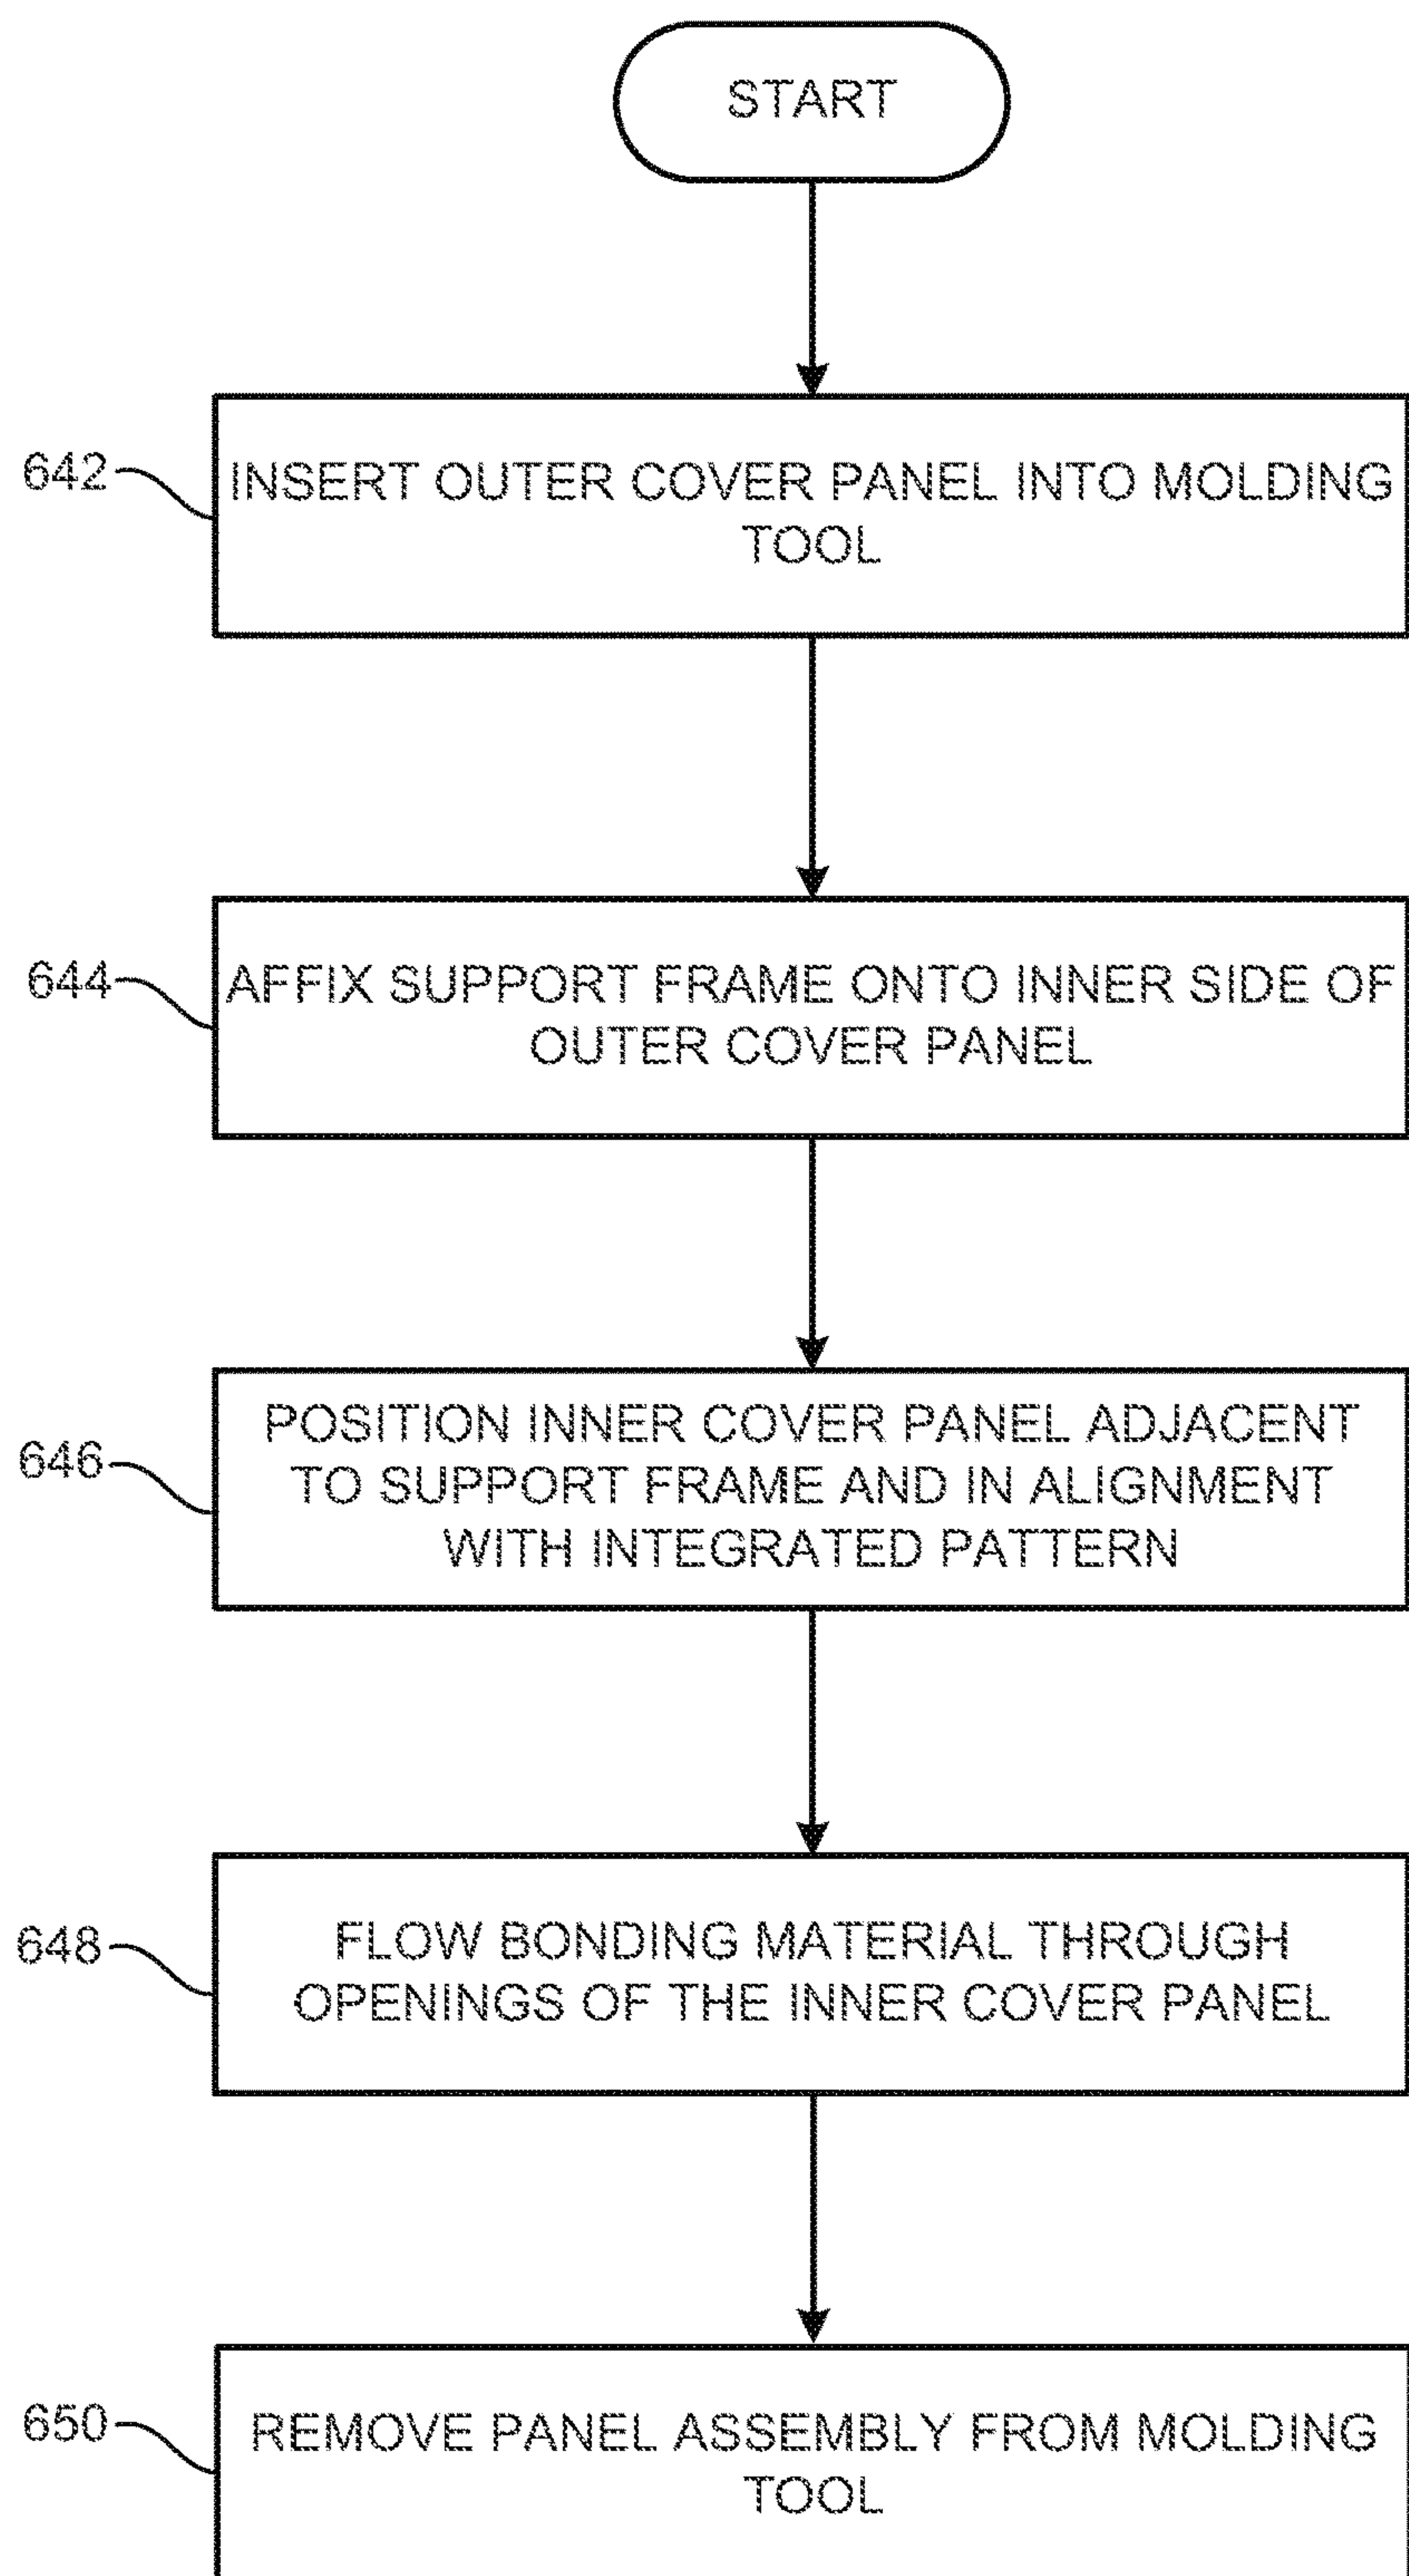 START
642
INSERT OUTER COVER PANEL INTO MOLDING
TOOL
644
AFFIX SUPPORT FRAME ONTO INNER SIDE OF
OUTER COVER PANEL
646
POSITION INNER COVER PANEL ADJACENT
TO SUPPORT FRAME AND IN ALIGNMENT
WITH INTEGRATED PATTERN
648
FLOW BONDING MATERIAL THROUGH
OPENINGS OF THE INNER COVER PANEL
650
REMOVE PANEL ASSEMBLY FROM MOLDING
TOOL